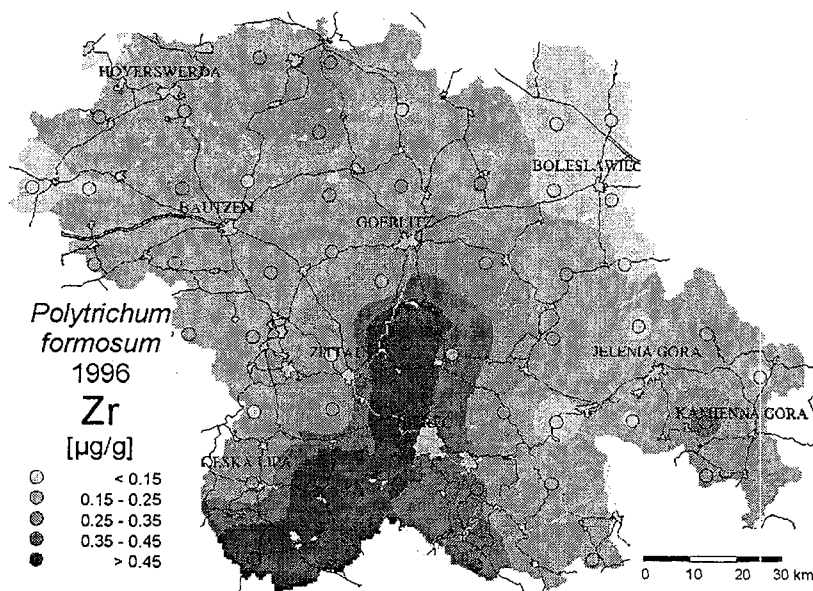 HOYERSWERDA
BOLESLAWIEC
BAUTZEN
GOERLITZ
Polytrichum
formosum
1996
Zr
[µg/g]
< 0.15
0.15 - 0.25
0.25 - 0.35
0.35 - 0.45
> 0.45
JELENIA GORA
KAMIENNA GORA
0 10 20 30 km